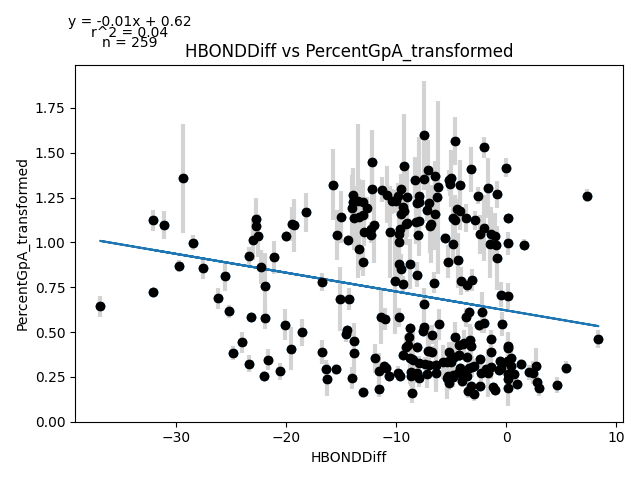 y = -0.01x + 0.62
r^2 = 0.04
n = 259
HBONDDiff vs PercentGpA_transformed
PercentGpA_transformed
1.75
1.50
1.25
1.00
0.75
0.50
0.25
0.00
−30
−20
−10
0
10
HBONDDiff